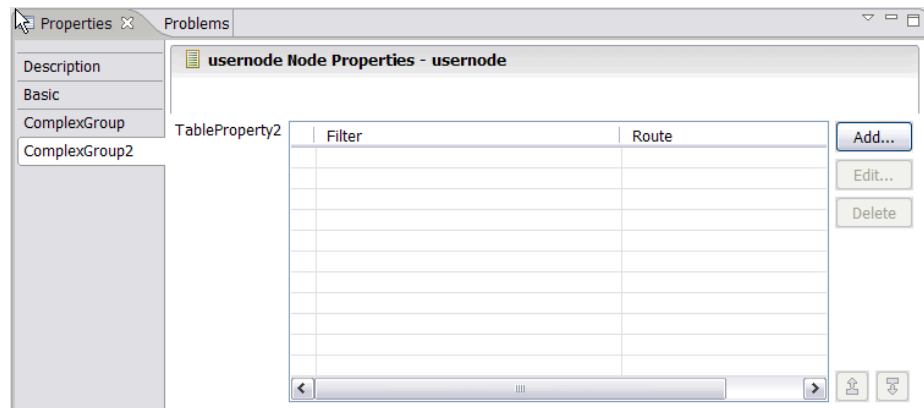 Properties Problems
usernode Node Properties - usernode
Description
Basic
ComplexGroup
ComplexGroup2
TableProperty2
Filter Route
Add...
Edit...
Delete